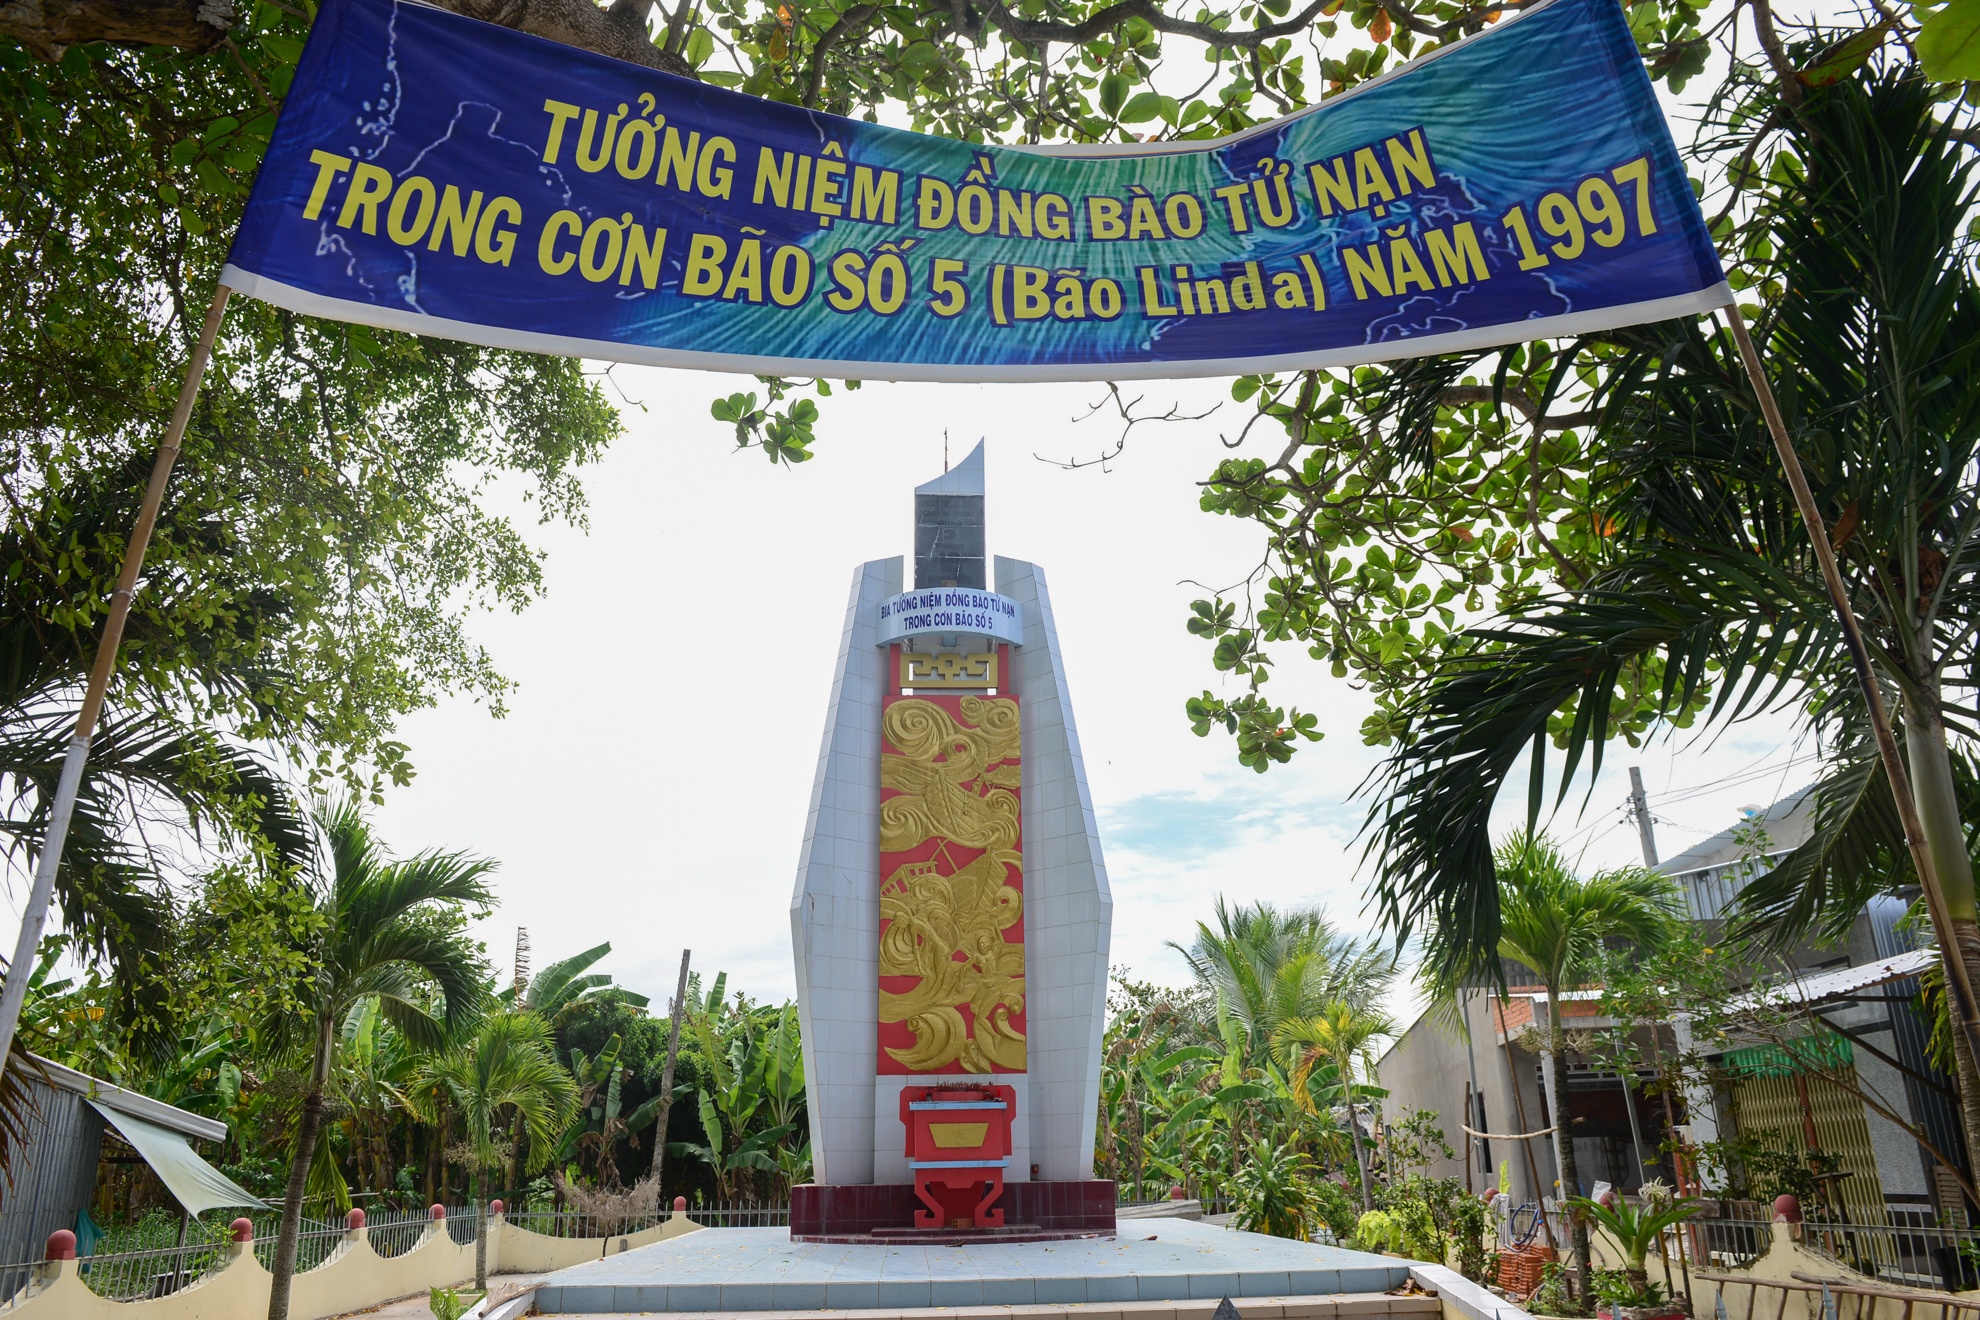 TƯỞNG NIỆM ĐỒNG BÀO TỬ NẠN
TRONG CƠN BÃO SỐ 5 (Bão Linda) NĂM 1997
BIA TƯỞNG NIỆM ĐỒNG BÀO TỬ NẠN
TRONG CƠN BÃO SỐ 5